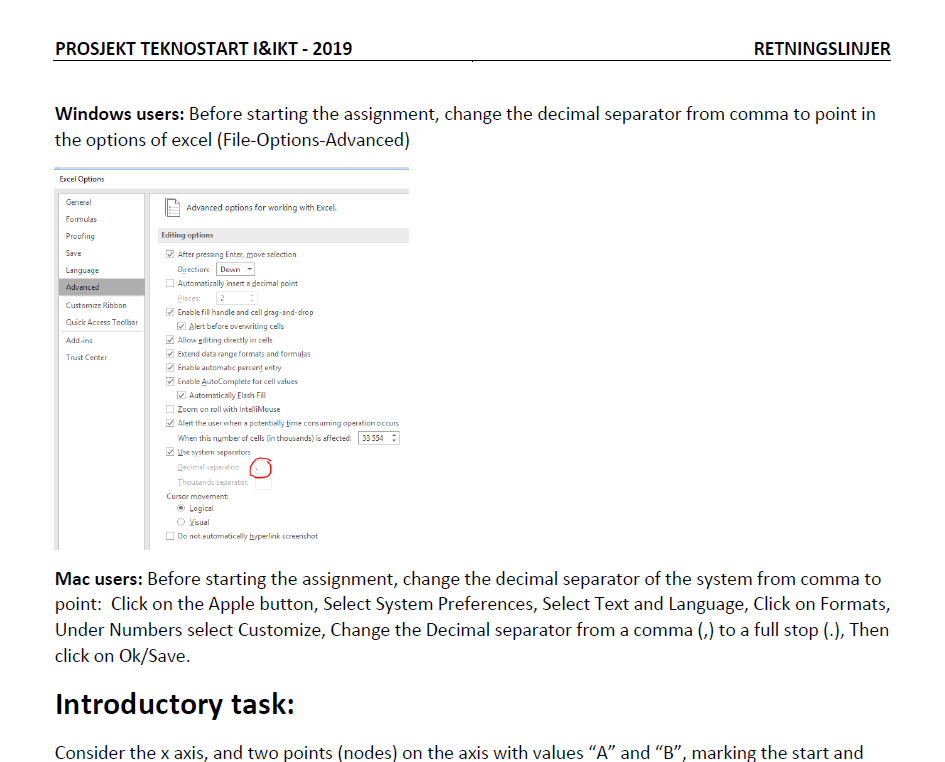 PROSJEKT TEKNOSTART I&IKT - 2019 RETNINGSLINJER
Windows users: Before starting the assignment, change the decimal separator from comma to point in
the options of excel (File-Options-Advanced)
Excel Options
General
Formulas
Proofing
Save
Language
Advanced
Customize Ribbon
Quick Access Toolbar
Add-ins
Trust Center
Advanced options for working with Excel.
Editing options
After pressing Enter, move selection
Direction: Down
Automatically insert a decimal point
Places: 2
Enable fill handle and cell drag-and-drop
Alert before overwriting cells
Allow editing directly in cells
Extend data range formats and formulas
Enable automatic percent entry
Enable AutoComplete for cell values
Automatically Flash Fill
Zoom on roll with IntelliMouse
Alert the user when a potentially time consuming operation occurs
When this number of cells (in thousands) is affected: 33 554
Use system separators
Decimal separator: .
Thousands separator:
Cursor movement:
Logical
Visual
Do not automatically hyperlink screenshot
Mac users: Before starting the assignment, change the decimal separator of the system from comma to
point: Click on the Apple button, Select System Preferences, Select Text and Language, Click on Formats,
Under Numbers select Customize, Change the Decimal separator from a comma (,) to a full stop (.), Then
click on Ok/Save.
Introductory task:
Consider the x axis, and two points (nodes) on the axis with values “A” and “B”, marking the start and